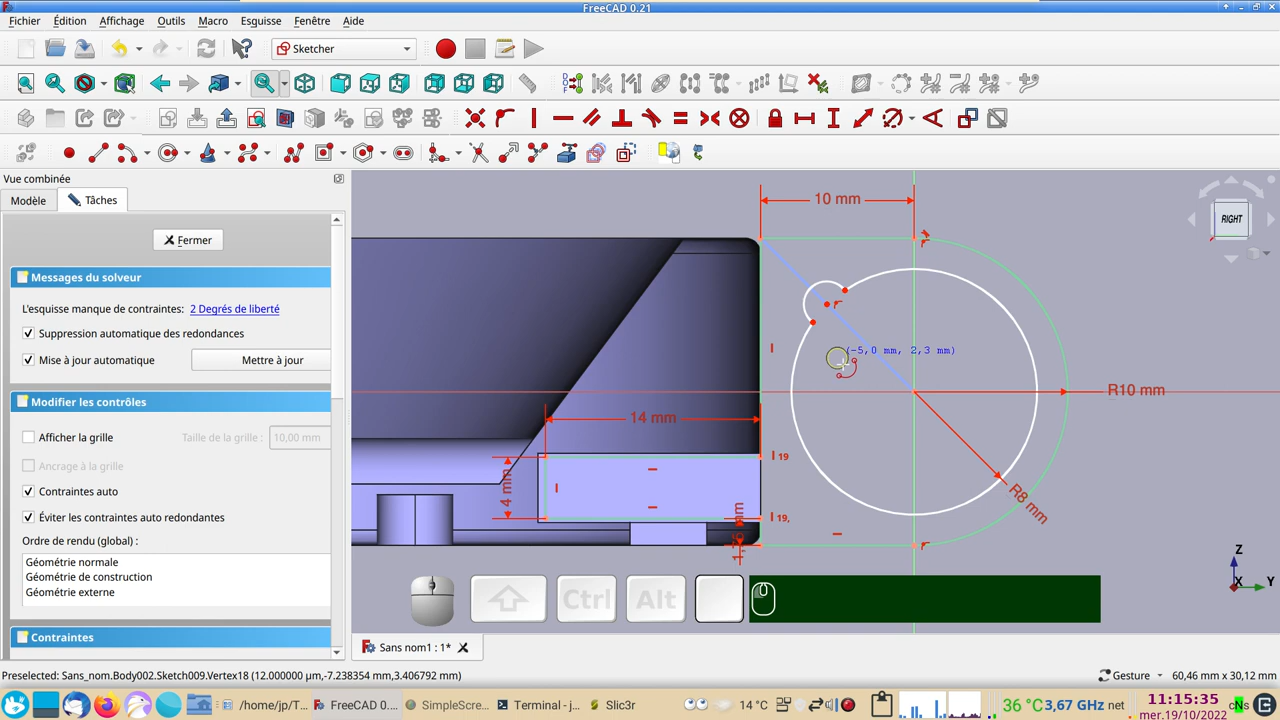 FreeCAD 0.21
Fichier Édition Affichage Outils Macro Esquisse Fenêtre Aide
Sketcher
Vue combinée
Modèle Tâches
Fermer
Messages du solveur
L'esquisse manque de contraintes: 2 Degrés de liberté
Suppression automatique des redondances
Mise à jour automatique Mettre à jour
Modifier les contrôles
Afficher la grille Taille de la grille : 10,00 mm
Ancrage à la grille
Contraintes auto
Éviter les contraintes auto redondantes
Ordre de rendu (global) :
Géométrie normale
Géométrie de construction
Géométrie externe
Contraintes
10 mm
RIGHT
(-5,0 mm, 2,3 mm)
R10 mm
14 mm
19
4 mm
R8 mm
19,
Z
X Y
Ctrl Alt
Sans nom1 : 1*
Preselected: Sans_nom.Body002.Sketch009.Vertex18 (12.000000 µm,-7.238354 mm,3.406792 mm)
Gesture 60,46 mm x 30,12 mm
/home/jp/T... FreeCAD 0.... SimpleScre... Terminal - j... Slic3r 14 °C 36 °C 3,67 GHz net 11:15:35
mer.19/10/2022
cNs